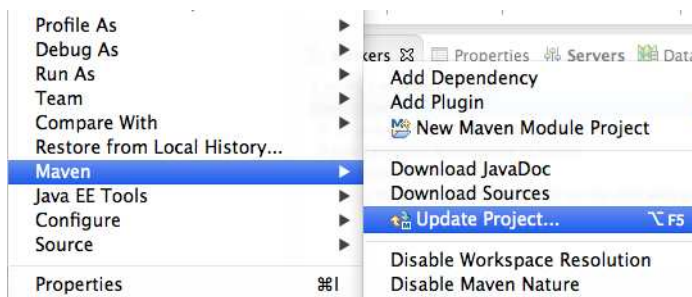 Profile As
Debug As
Run As
Team
Compare With
Restore from Local History...
Maven
Java EE Tools
Configure
Source
Properties ⌘I
kers Properties Servers Data
Add Dependency
Add Plugin
New Maven Module Project
Download JavaDoc
Download Sources
Update Project... ⌥F5
Disable Workspace Resolution
Disable Maven Nature